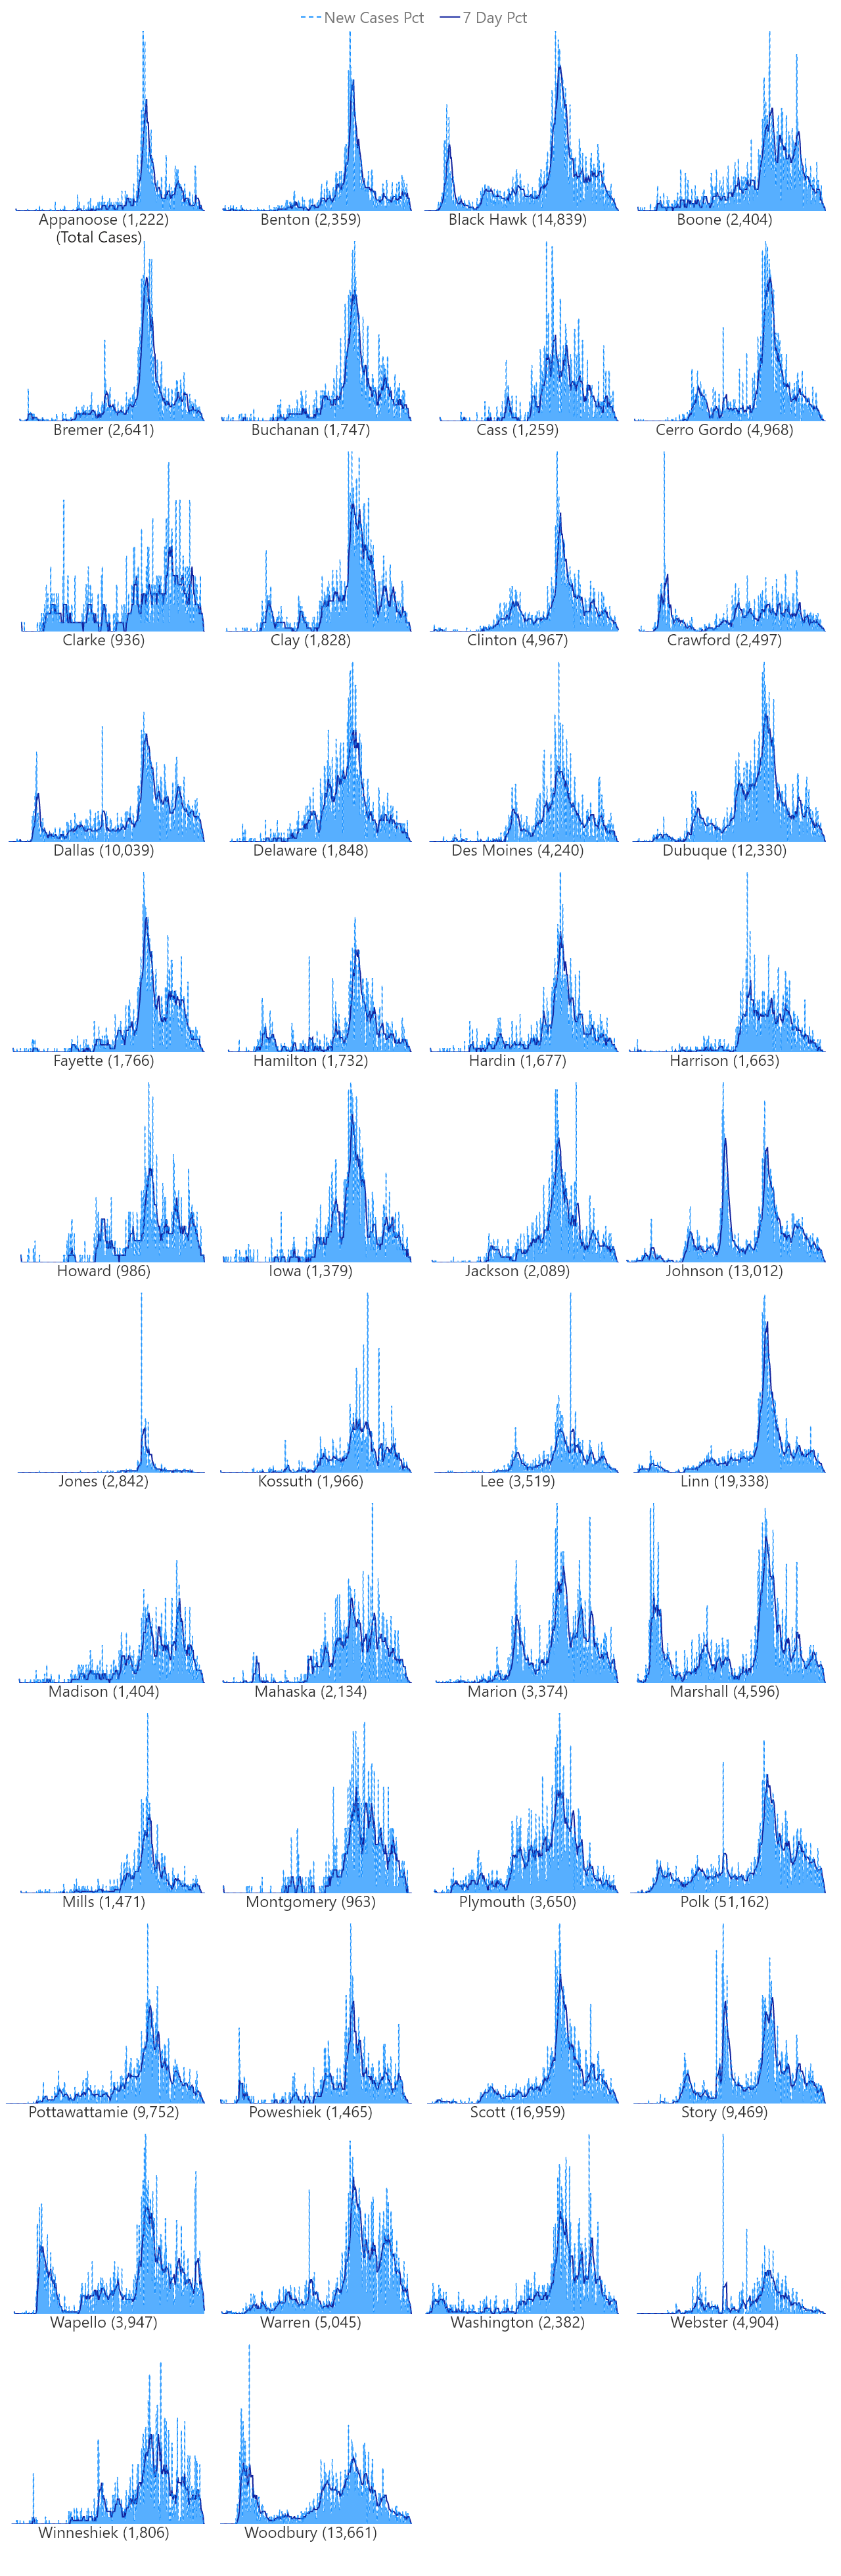 New Cases Pct 7 Day Pct
Appanoose (1,222) Benton (2,359) Black Hawk (14,839) Boone (2,404)
(Total Cases)
Bremer (2,641) Buchanan (1,747) Cass (1,259) Cerro Gordo (4,968)
Clarke (936) Clay (1,828) Clinton (4,967) Crawford (2,497)
Dallas (10,039) Delaware (1,848) Des Moines (4,240) Dubuque (12,330)
Fayette (1,766) Hamilton (1,732) Hardin (1,677) Harrison (1,663)
Howard (986) Iowa (1,379) Jackson (2,089) Johnson (13,012)
Jones (2,842) Kossuth (1,966) Lee (3,519) Linn (19,338)
Madison (1,404) Mahaska (2,134) Marion (3,374) Marshall (4,596)
Mills (1,471) Montgomery (963) Plymouth (3,650) Polk (51,162)
Pottawattamie (9,752) Poweshiek (1,465) Scott (16,959) Story (9,469)
Wapello (3,947) Warren (5,045) Washington (2,382) Webster (4,904)
Winneshiek (1,806) Woodbury (13,661)